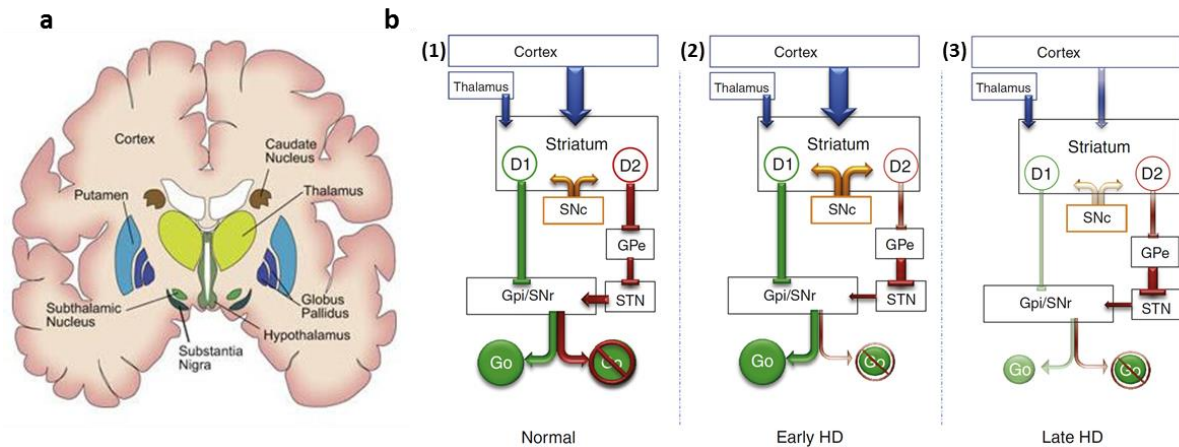 a
Cortex
Caudate
Nucleus
Putamen
Thalamus
Subthalamic
Nucleus
Globus
Pallidus
Hypothalamus
Substantia
Nigra
b
(1)
Cortex
Thalamus
Striatum
D1
D2
SNc
GPe
Gpi/SNr
STN
Go
Go
Normal
(2)
Cortex
Thalamus
Striatum
D1
D2
SNc
GPe
Gpi/SNr
STN
Go
Go
Early HD
(3)
Cortex
Thalamus
Striatum
D1
D2
SNc
GPe
Gpi/SNr
STN
Go
Go
Late HD